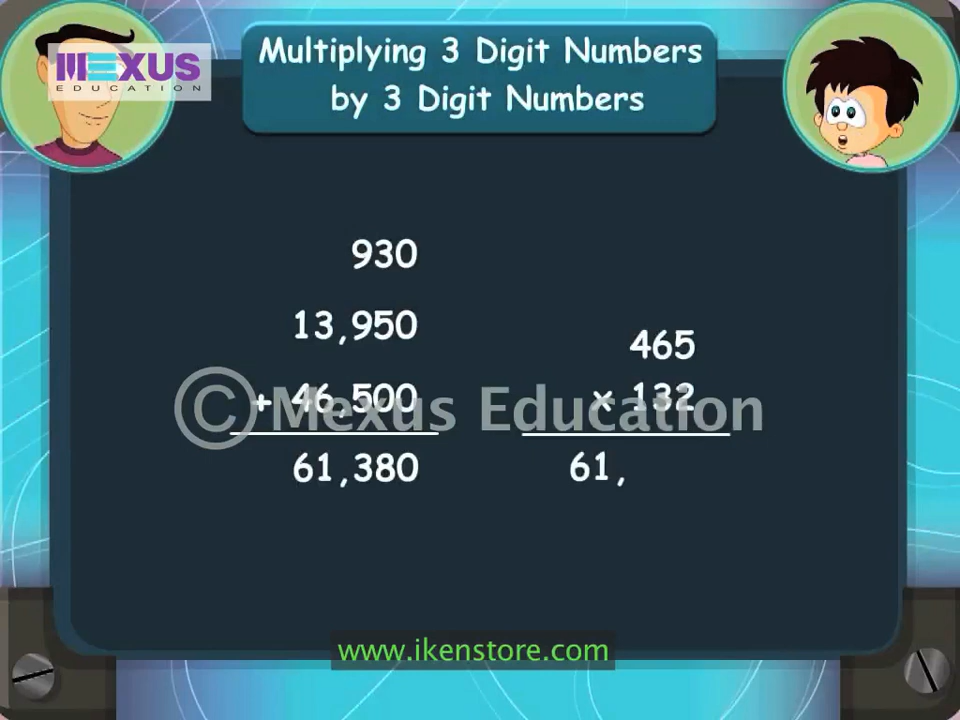 MEXUS
EDUCATION
Multiplying 3 Digit Numbers
by 3 Digit Numbers
930
13,950
+ 46,500
61,380
465
× 132
61,
© Mexus Education
www.ikenstore.com